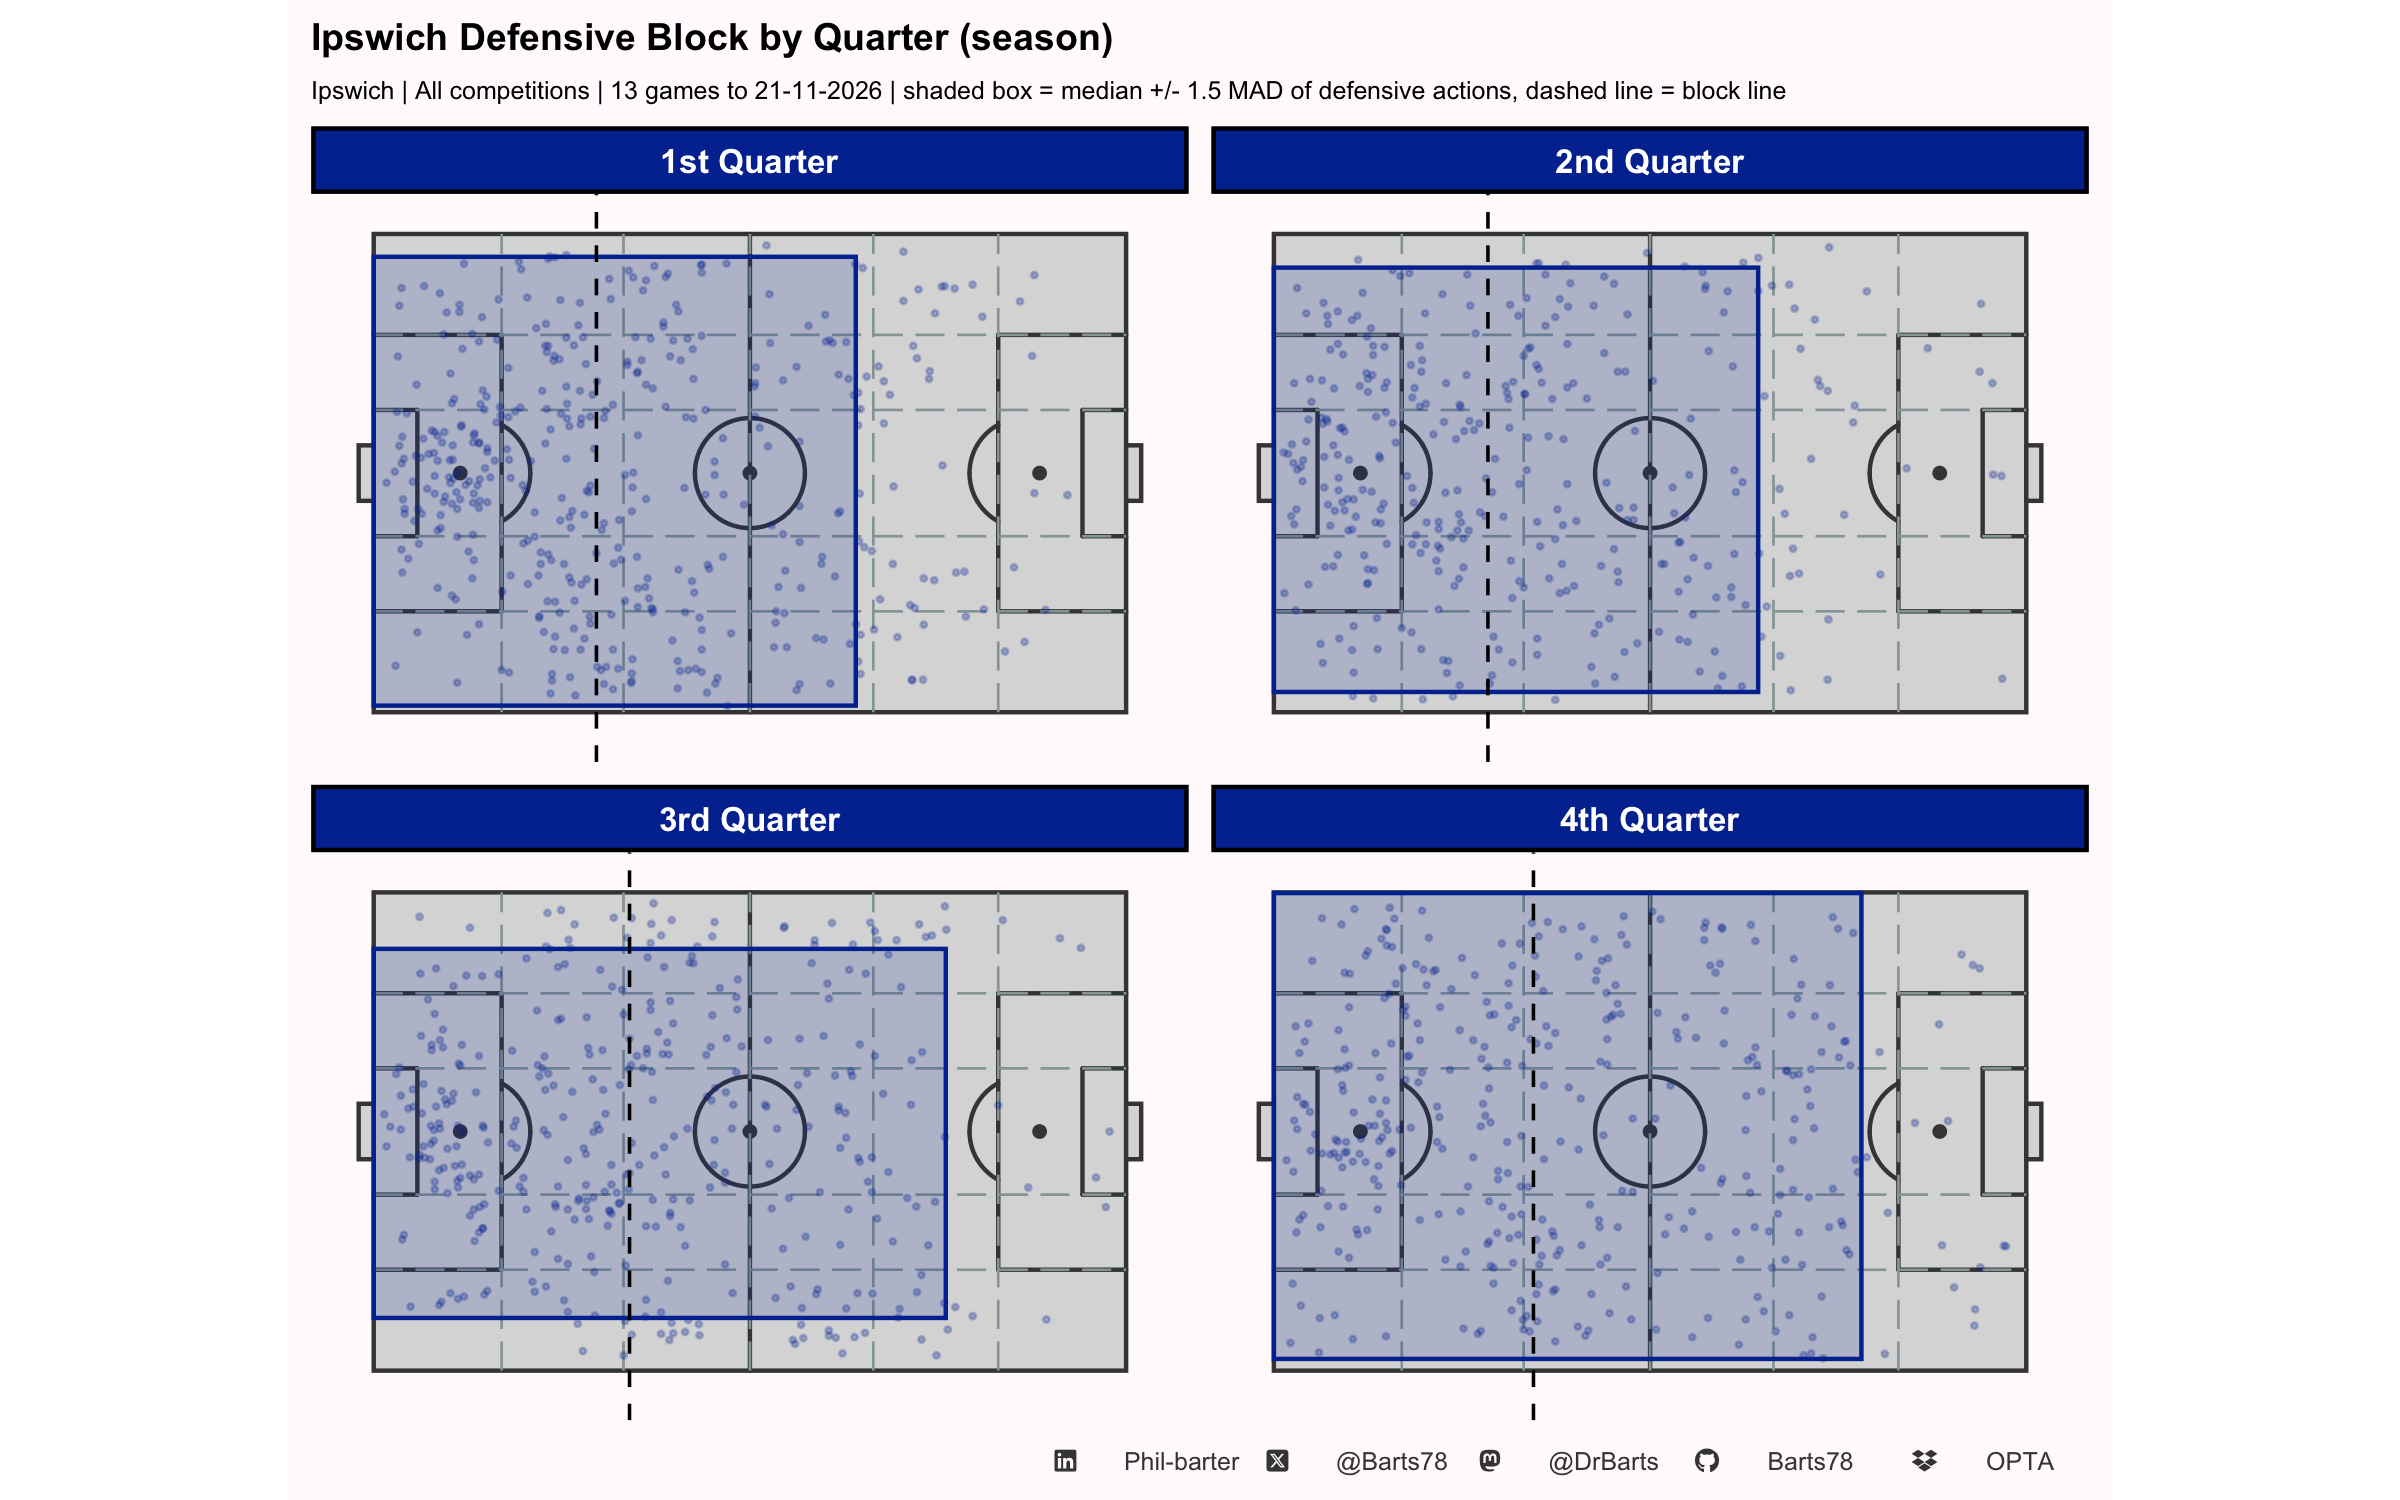 Ipswich Defensive Block by Quarter (season)
Ipswich | All competitions | 13 games to 21-11-2026 | shaded box = median +/- 1.5 MAD of defensive actions, dashed line = block line
1st Quarter
2nd Quarter
3rd Quarter
4th Quarter
Phil-barter @Barts78 @DrBarts Barts78 OPTA